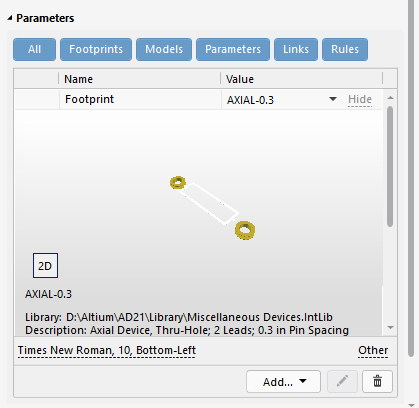 Parameters
All Footprints Models Parameters Links Rules
Name Value
Footprint AXIAL-0.3 Hide
2D
AXIAL-0.3
Library: D:\Altium\AD21\Library\Miscellaneous Devices.IntLib
Description: Axial Device, Thru-Hole; 2 Leads; 0.3 in Pin Spacing
Times New Roman, 10, Bottom-Left Other
Add...